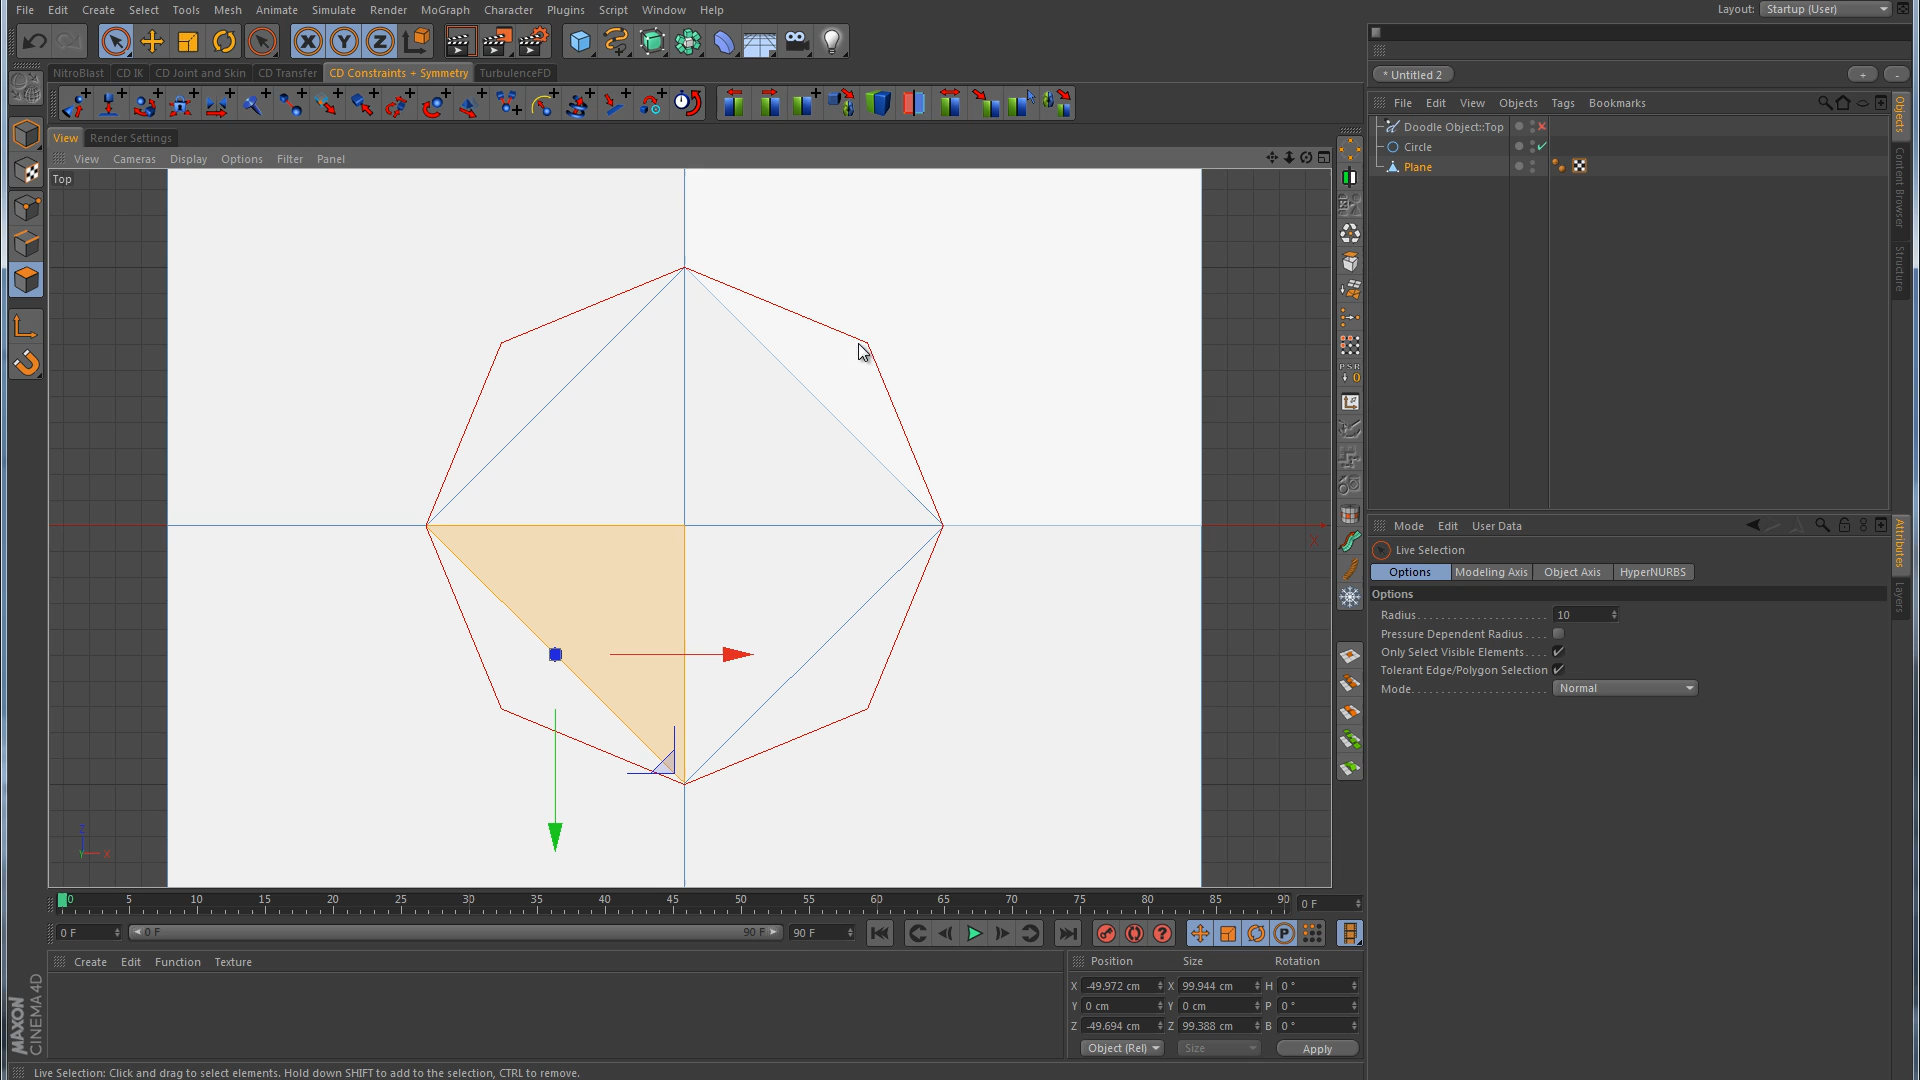 File Edit Create Select Tools Mesh Animate Simulate Render MoGraph Character Plugins Script Window Help
Layout: Startup (User)
X Y Z
NitroBlast CD IK CD Joint and Skin CD Transfer CD Constraints + Symmetry TurbulenceFD
* Untitled 2
+ -
File Edit View Objects Tags Bookmarks
Objects
Content Browser
Structure
Doodle Object::Top
Circle
Plane
View Render Settings
View Cameras Display Options Filter Panel
Top
X
Z
Y X
PSR
0
Mode Edit User Data
Attributes
Layers
Live Selection
Options Modeling Axis Object Axis HyperNURBS
Options
Radius 10
Pressure Dependent Radius
Only Select Visible Elements
Tolerant Edge/Polygon Selection
Mode Normal
0 5 10 15 20 25 30 35 40 45 50 55 60 65 70 75 80 85 90 0 F
0 F 0 F 90 F 90 F
P
Create Edit Function Texture
Position Size Rotation
X -49.972 cm X 99.944 cm H 0 °
Y 0 cm Y 0 cm P 0 °
Z -49.694 cm Z 99.388 cm B 0 °
Object (Rel) Size Apply
MAXON
CINEMA 4D
Live Selection: Click and drag to select elements. Hold down SHIFT to add to the selection, CTRL to remove.